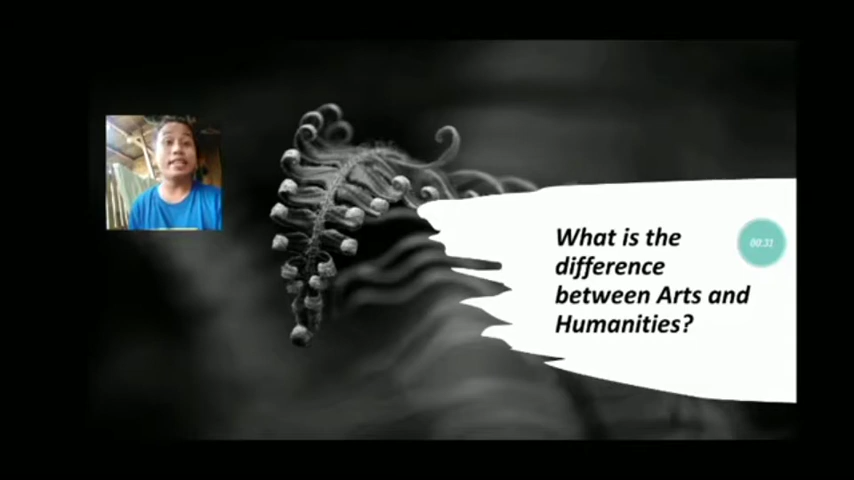 What is the
difference
between Arts and
Humanities?
00:31